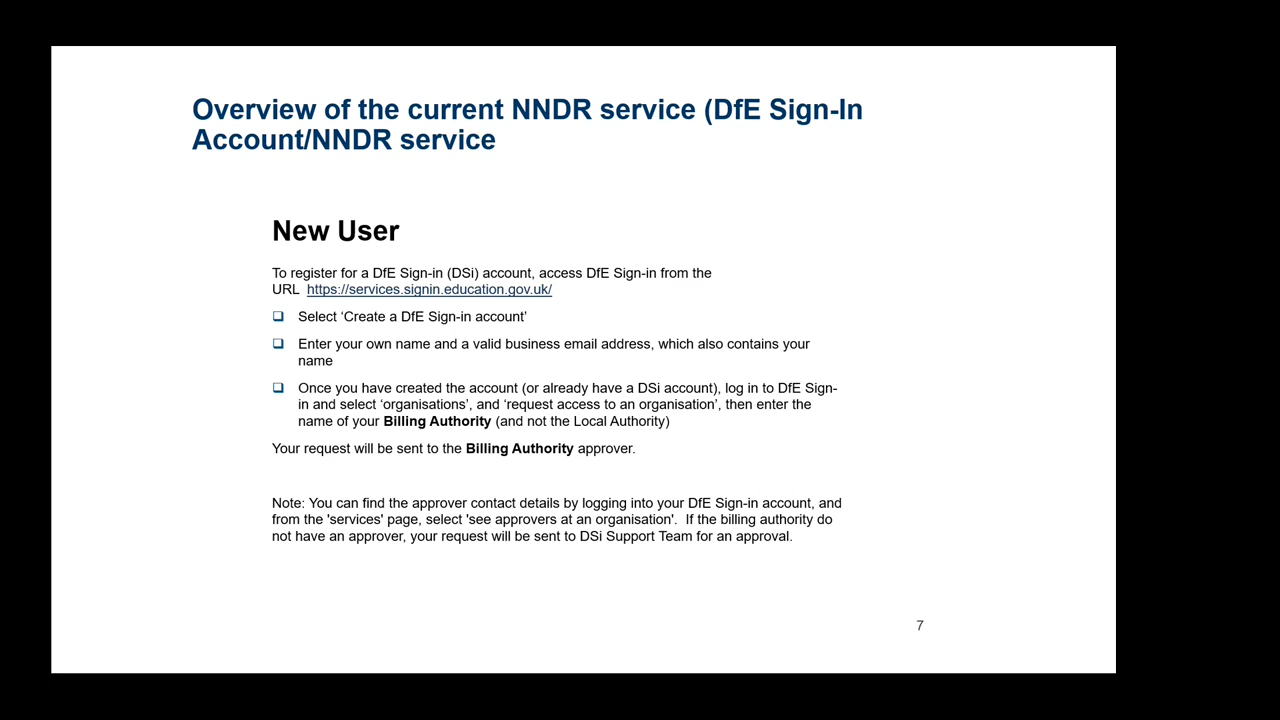 Overview of the current NNDR service (DfE Sign-In
Account/NNDR service
New User
To register for a DfE Sign-in (DSi) account, access DfE Sign-in from the
URL https://services.signin.education.gov.uk/
❑ Select ‘Create a DfE Sign-in account’
❑ Enter your own name and a valid business email address, which also contains your
name
❑ Once you have created the account (or already have a DSi account), log in to DfE Sign-
in and select ‘organisations’, and ‘request access to an organisation’, then enter the
name of your Billing Authority (and not the Local Authority)
Your request will be sent to the Billing Authority approver.
Note: You can find the approver contact details by logging into your DfE Sign-in account, and
from the 'services' page, select 'see approvers at an organisation'. If the billing authority do
not have an approver, your request will be sent to DSi Support Team for an approval.
7